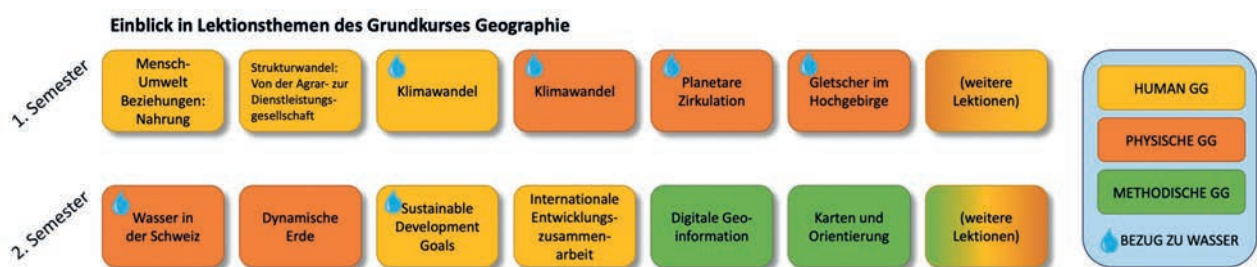 Einblick in Lektionsthemen des Grundkurses Geographie
1. Semester
Mensch-
Umwelt
Beziehungen:
Nahrung
Strukturwandel:
Von der Agrar- zur
Dienstleistungs-
gesellschaft
Klimawandel
Klimawandel
Planetare
Zirkulation
Gletscher im
Hochgebirge
(weitere
Lektionen)
2. Semester
Wasser in
der Schweiz
Dynamische
Erde
Sustainable
Development
Goals
Internationale
Entwicklungs-
zusammen-
arbeit
Digitale Geo-
information
Karten und
Orientierung
(weitere
Lektionen)
HUMAN GG
PHYSISCHE GG
METHODISCHE GG
BEZUG ZU WASSER